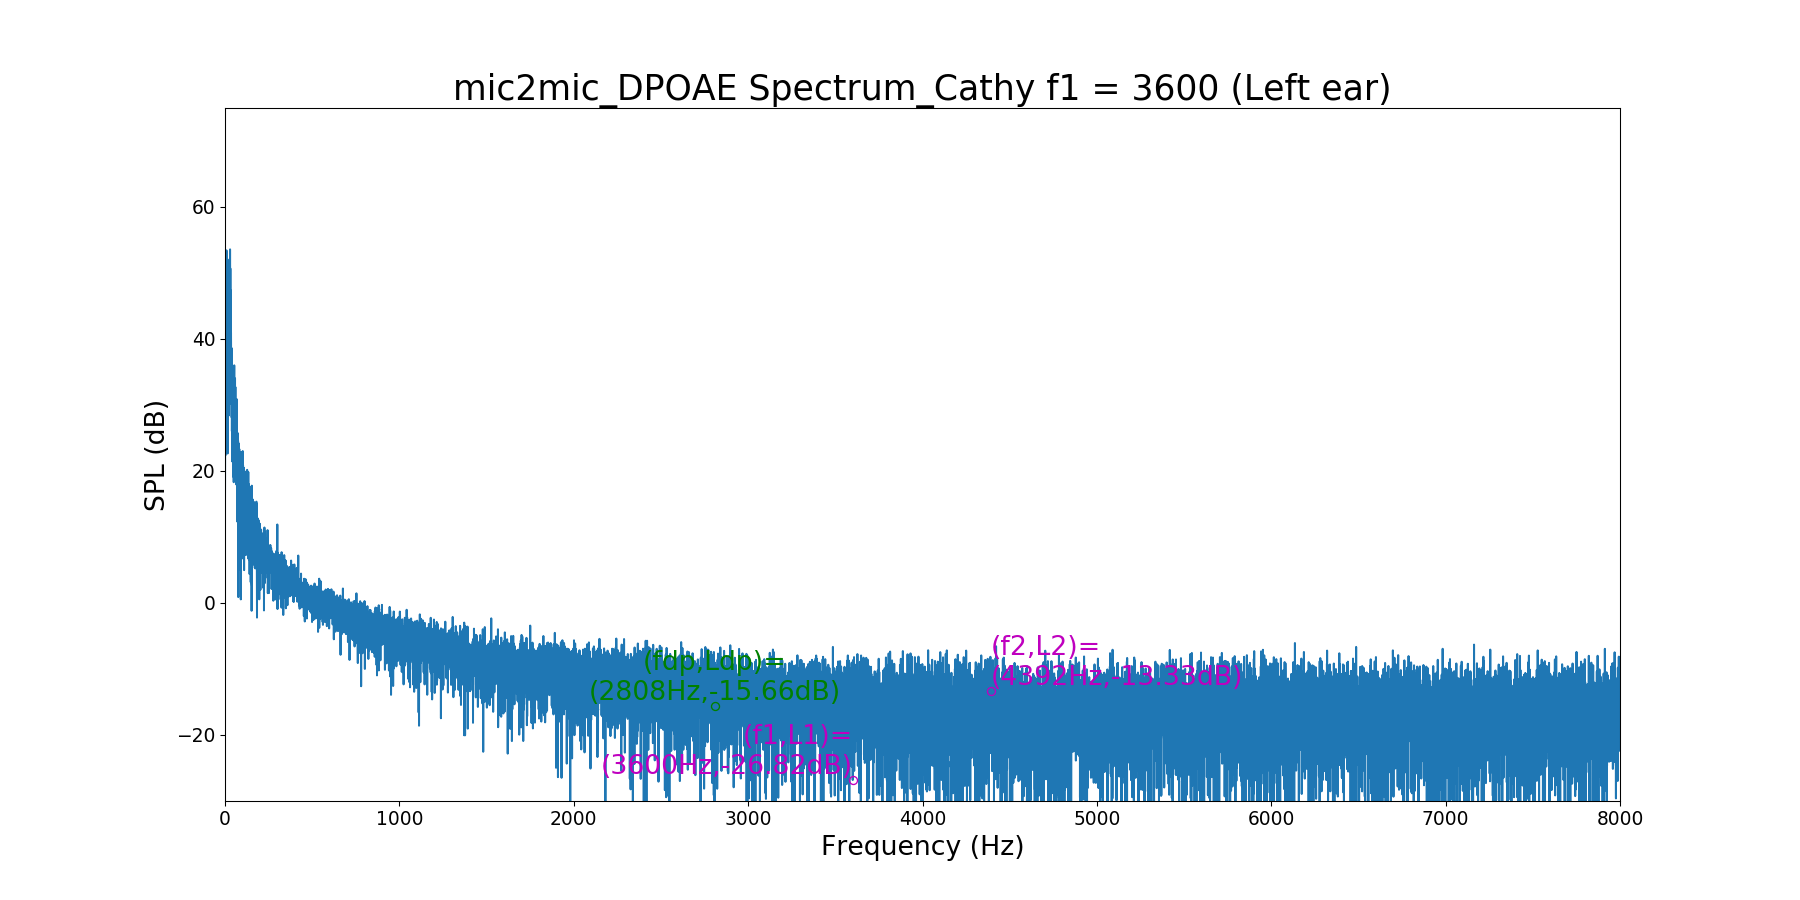 mic2mic_DPOAE Spectrum_Cathy f1 = 3600 (Left ear)
SPL (dB)
60
40
20
0
−20
(fdp,Ldp)=
(2808Hz,-15.66dB)
(f1,L1)=
(3600Hz,-26.82dB)
(f2,L2)=
(4392Hz,-13.33dB)
0 1000 2000 3000 4000 5000 6000 7000 8000
Frequency (Hz)